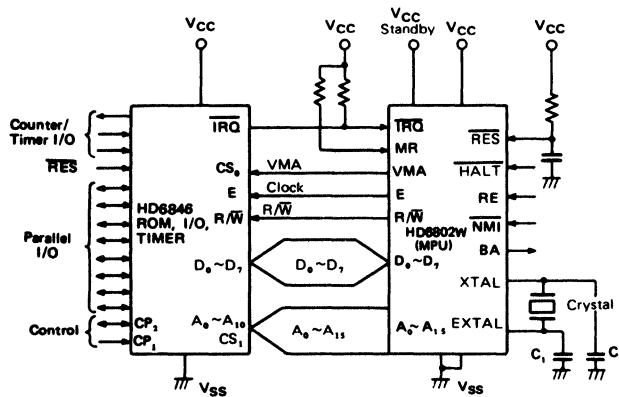 VCC
VCC
VCC
Standby
VCC
VCC
Counter/
Timer I/O
RES
Parallel
I/O
Control
IRQ
CS0
E
HD6846
ROM, I/O,
TIMER
R/W
D0~D7
A0~A10
CS1
CP2
CP1
VSS
VMA
Clock
R/W
D0~D7
A0~A15
IRQ
MR
VMA
E
R/W
HD6802W
(MPU)
D0~D7
A0~A15
RES
HALT
RE
NMI
BA
XTAL
EXTAL
Crystal
C1
C
VSS